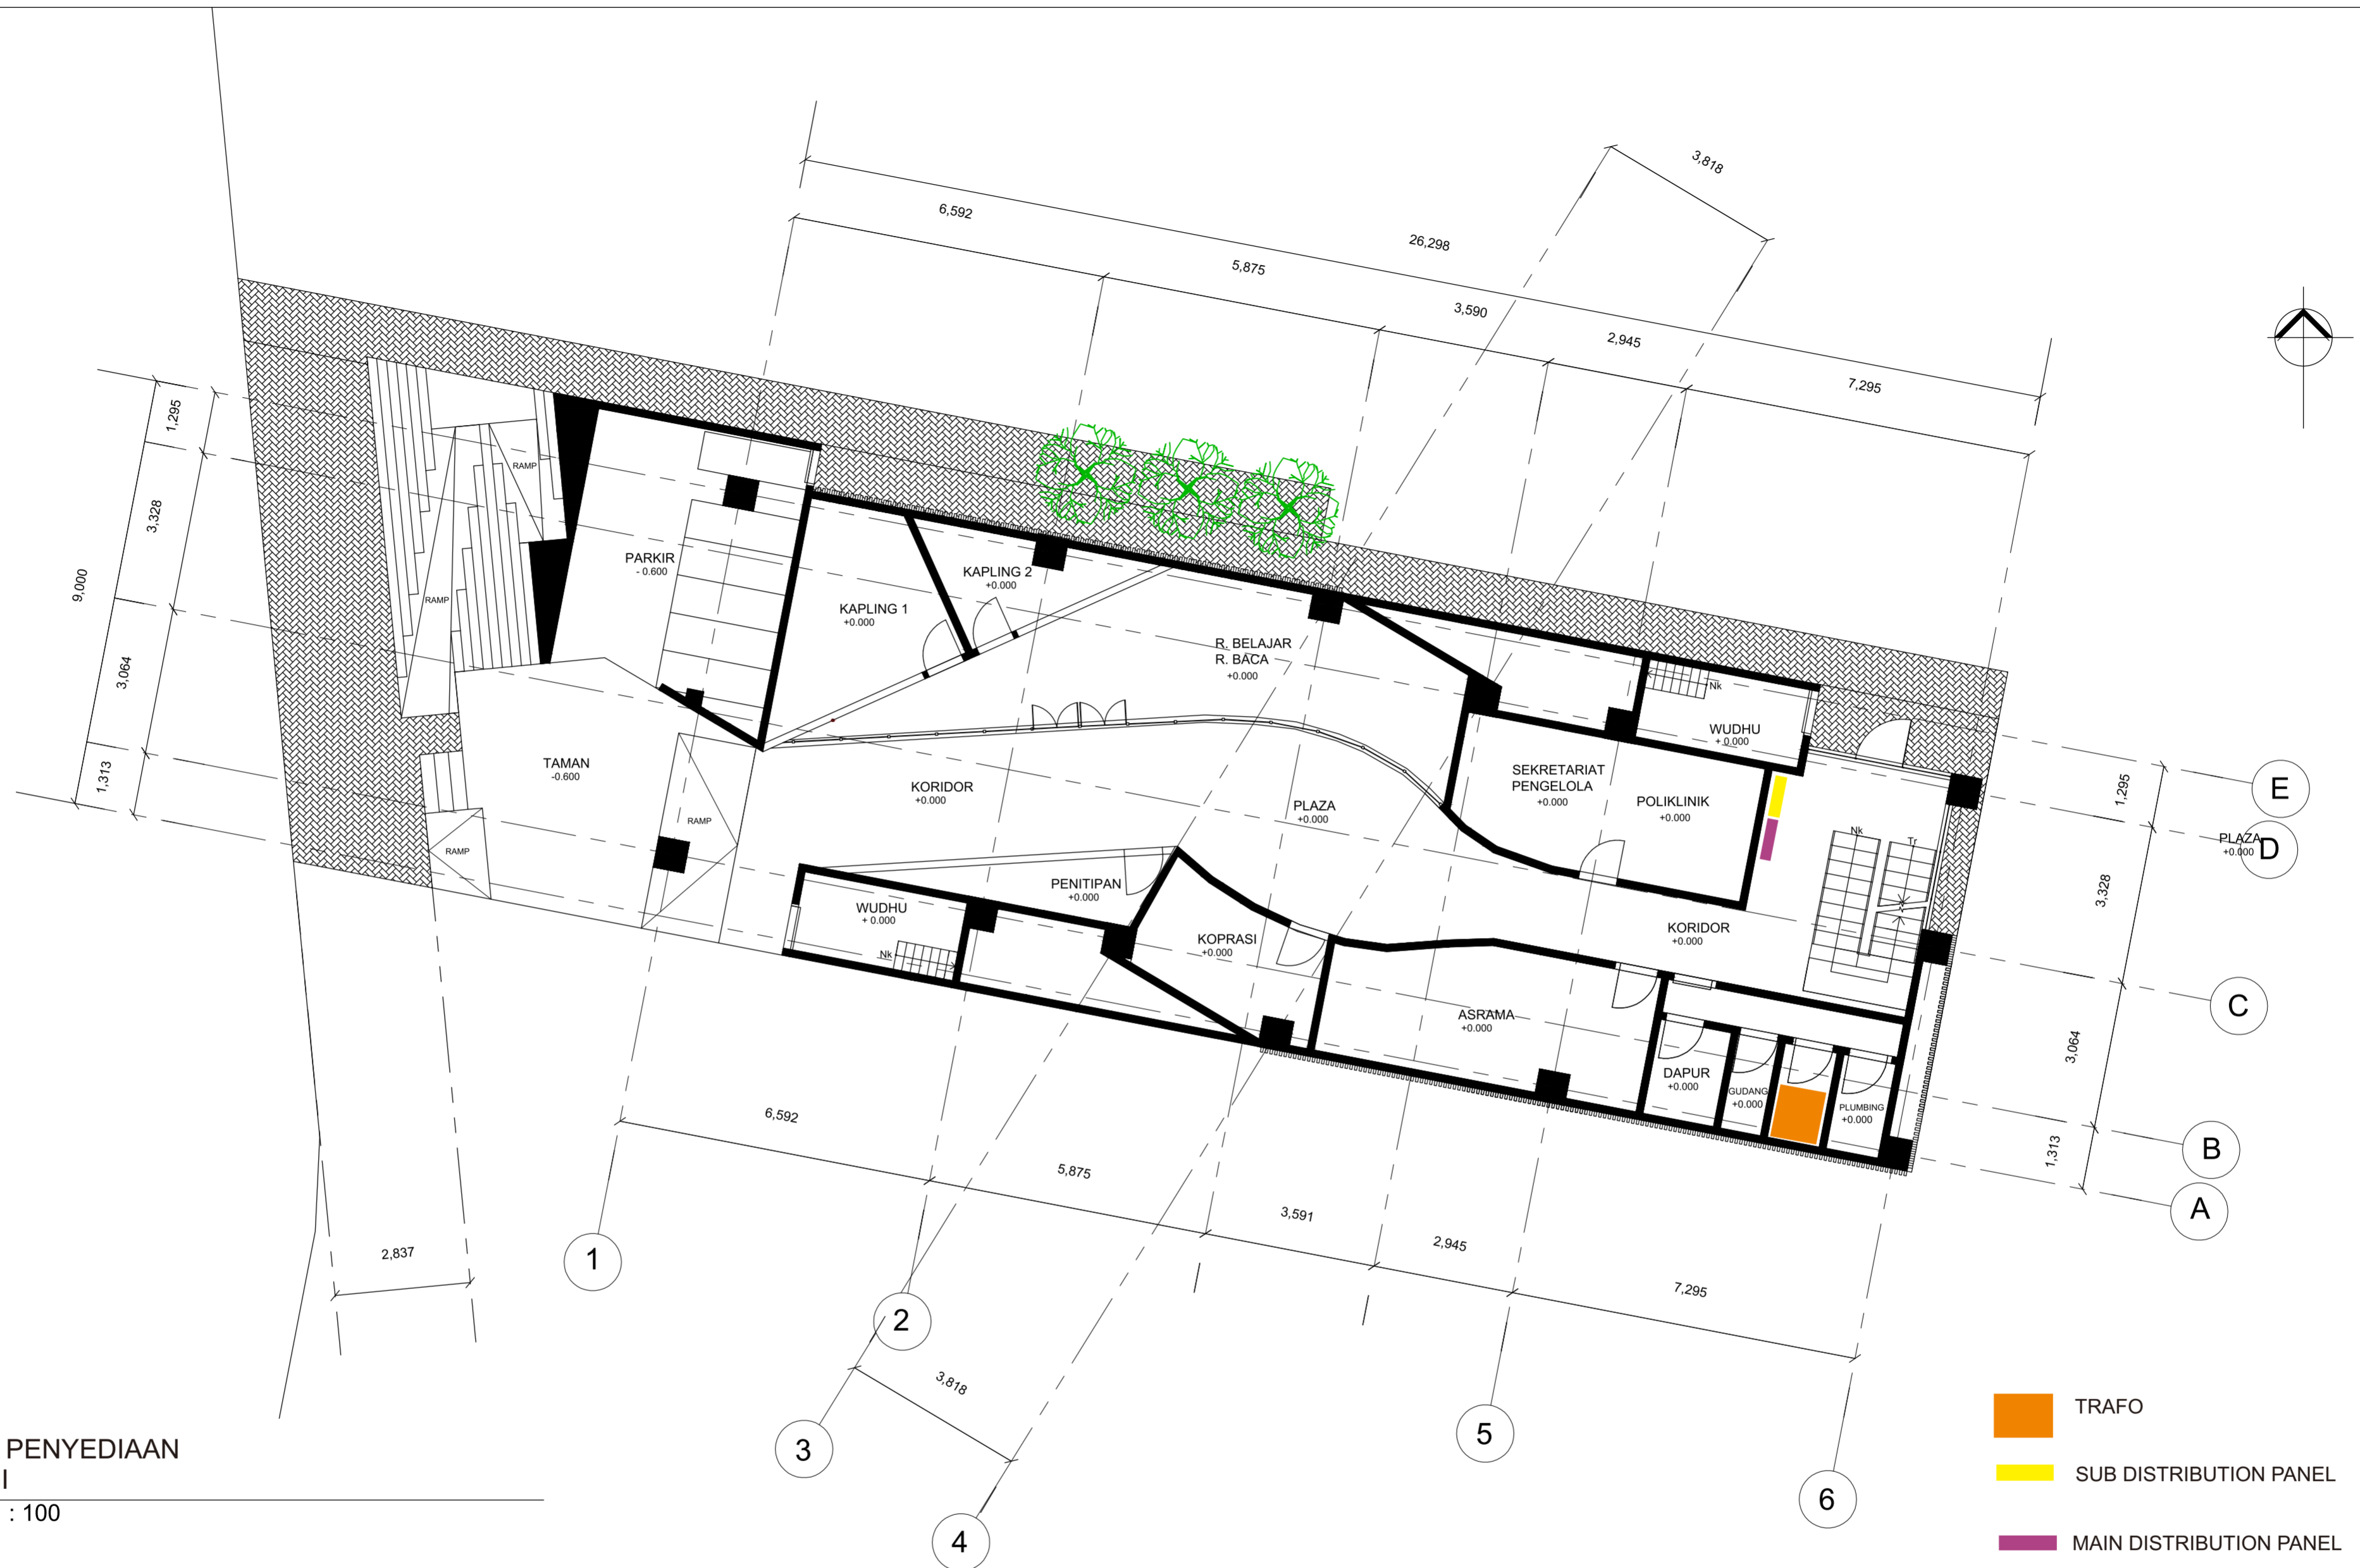 3,818
6,592
26,298
5,875
3,590
2,945
7,295
1,295
3,328
9,000
3,064
1,313
RAMP
RAMP
PARKIR
- 0.600
KAPLING 2
+0.000
KAPLING 1
+0.000
R. BELAJAR
R. BACA
+0.000
Nk
WUDHU
+ 0.000
TAMAN
-0.600
SEKRETARIAT
PENGELOLA
+0.000
POLIKLINIK
+0.000
KORIDOR
+0.000
PLAZA
+0.000
RAMP
RAMP
Nk
Tr
PLAZA
+0.000
E
D
C
B
A
1,295
3,328
3,064
1,313
PENITIPAN
+0.000
WUDHU
+ 0.000
Nk
KOPRASI
+0.000
KORIDOR
+0.000
ASRAMA
+0.000
DAPUR
+0.000
GUDANG
+0.000
PLUMBING
+0.000
6,592
5,875
3,591
2,945
7,295
2,837
3,818
1
2
3
4
5
6
PENYEDIAAN
I
: 100
TRAFO
SUB DISTRIBUTION PANEL
MAIN DISTRIBUTION PANEL